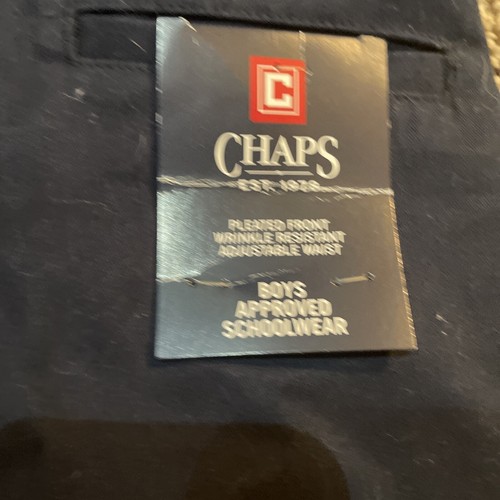 C
CHAPS
EST. 1978
PLEATED FRONT
WRINKLE RESISTANT
ADJUSTABLE WAIST
BOYS
APPROVED
SCHOOLWEAR